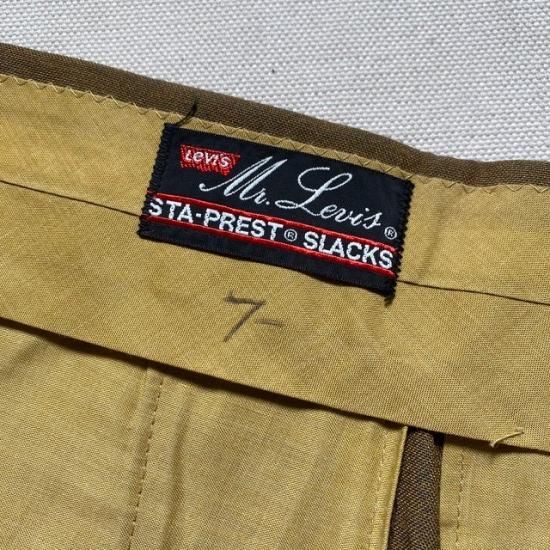 LEVI'S
Mr. Levi's®
STA-PREST® SLACKS
7-